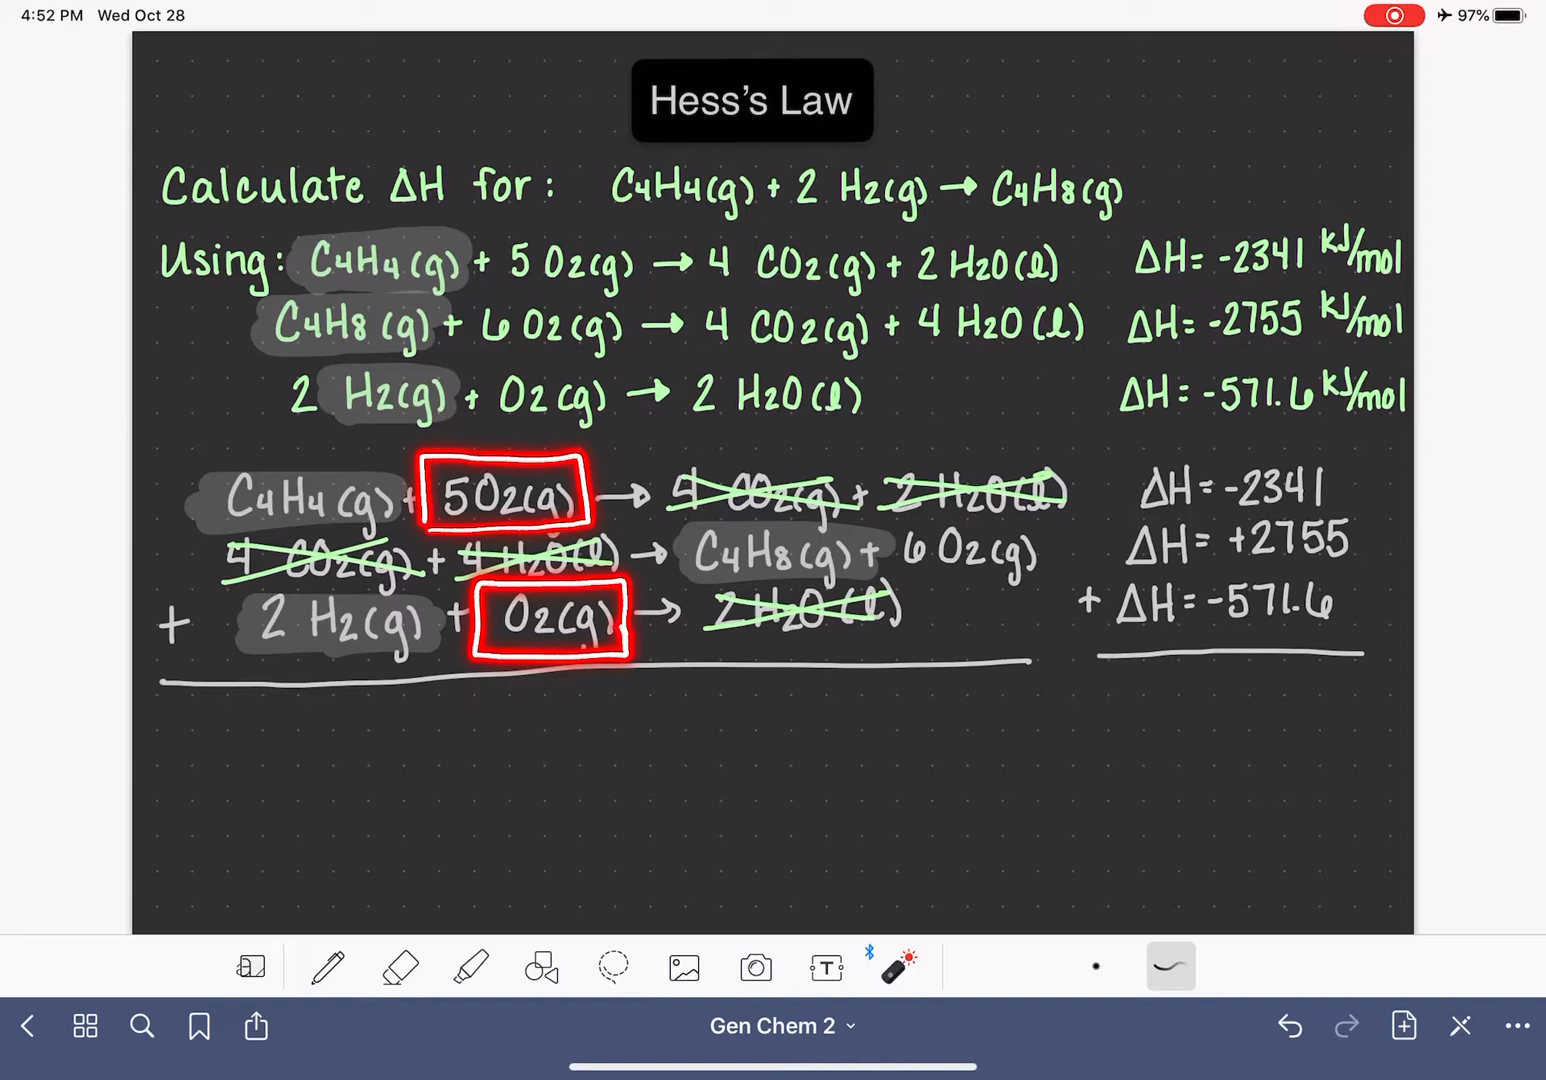 4:52 PM Wed Oct 28
97%
Hess's Law
Calculate ΔH for: C4H4(g) + 2 H2(g) → C4H8(g)
Using: C4H4(g) + 5 O2(g) → 4 CO2(g) + 2 H2O(l) ΔH= -2341 kJ/mol
C4H8(g) + 6 O2(g) → 4 CO2(g) + 4 H2O(l) ΔH= -2755 kJ/mol
2 H2(g) + O2(g) → 2 H2O(l) ΔH= -571.6 kJ/mol
C4H4(g) + 5O2(g) → 4 CO2(g) + 2 H2O(l) ΔH= -2341
4 CO2(g) + 4 H2O(l) → C4H8(g) + 6 O2(g) ΔH= +2755
+ 2 H2(g) + O2(g) → 2 H2O(l) + ΔH= -571.6
Gen Chem 2